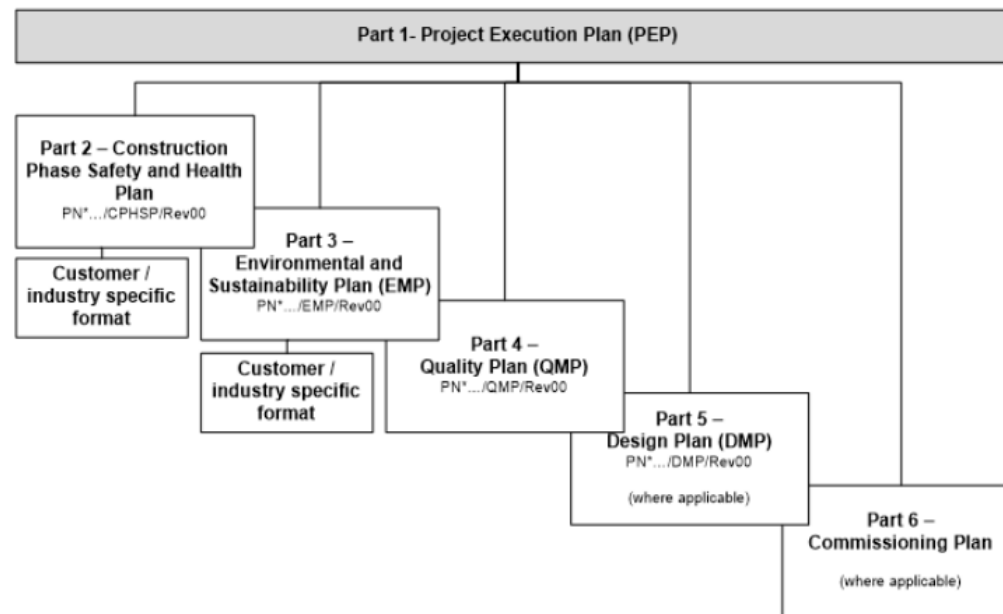 Part 1- Project Execution Plan (PEP)
Part 2 – Construction
Phase Safety and Health
Plan
PN*.../CPHSP/Rev00
Customer /
industry specific
format
Part 3 –
Environmental and
Sustainability Plan (EMP)
PN*.../EMP/Rev00
Customer /
industry specific
format
Part 4 –
Quality Plan (QMP)
PN*.../QMP/Rev00
Part 5 –
Design Plan (DMP)
PN*.../DMP/Rev00
(where applicable)
Part 6 –
Commissioning Plan
(where applicable)